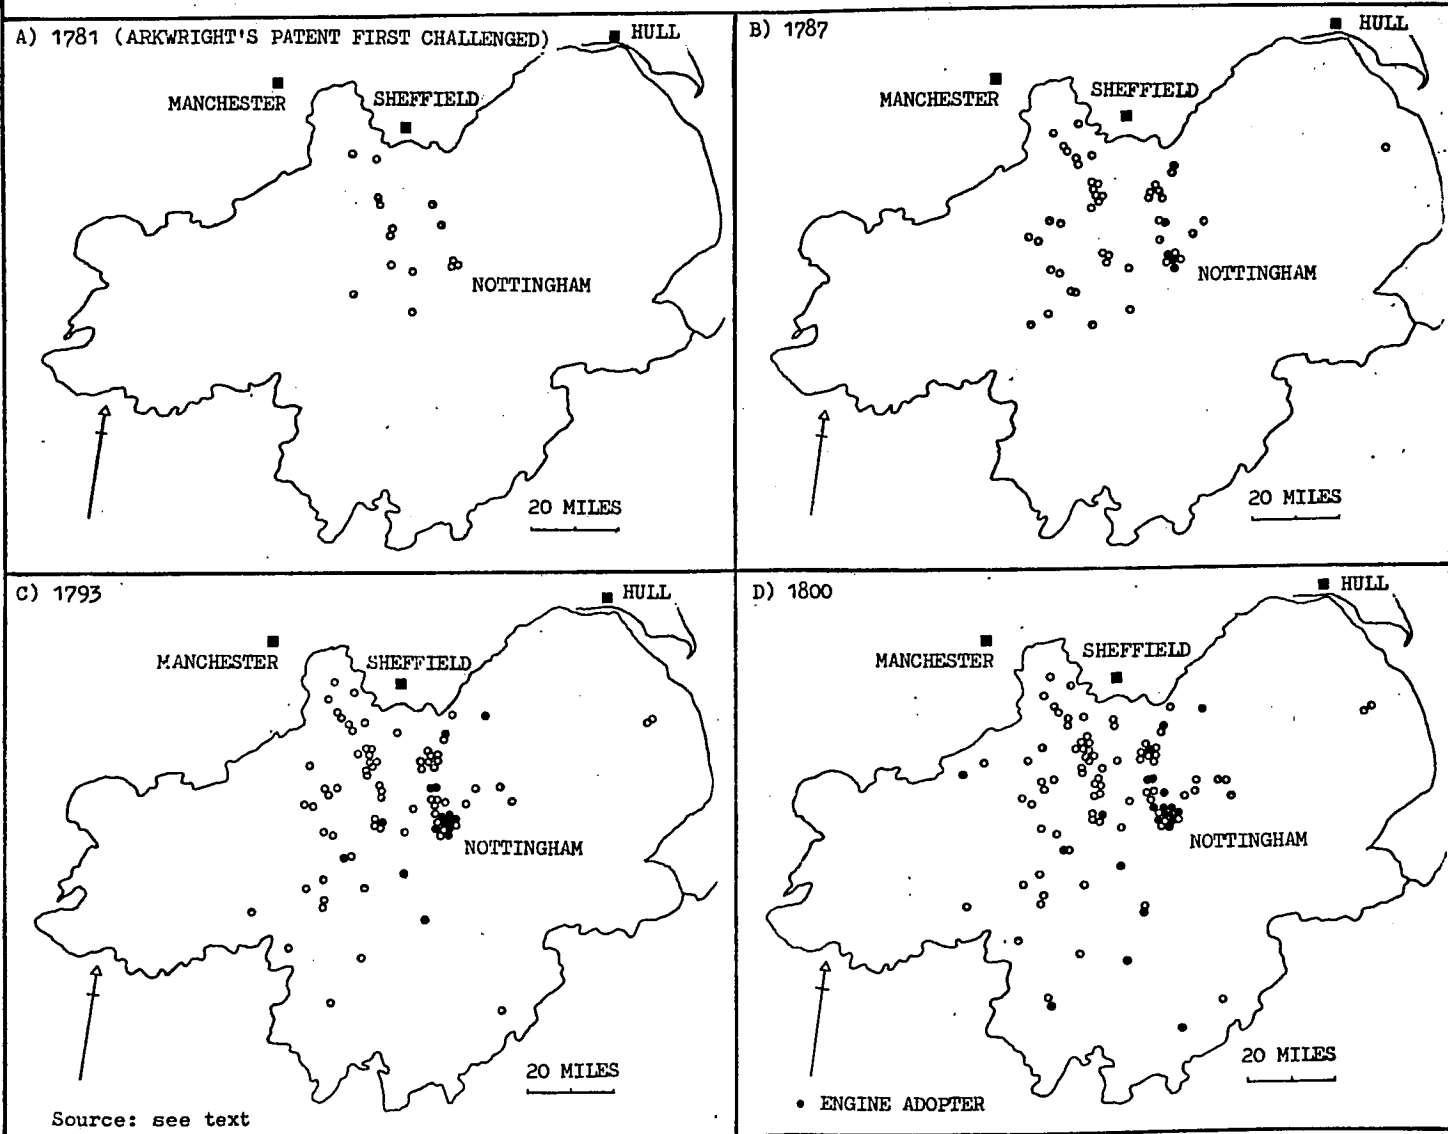 A) 1781 (ARKWRIGHT'S PATENT FIRST CHALLENGED)
HULL
MANCHESTER
SHEFFIELD
NOTTINGHAM
20 MILES
B) 1787
HULL
MANCHESTER
SHEFFIELD
NOTTINGHAM
20 MILES
C) 1793
HULL
MANCHESTER
SHEFFIELD
NOTTINGHAM
20 MILES
Source: see text
D) 1800
HULL
MANCHESTER
SHEFFIELD
NOTTINGHAM
20 MILES
ENGINE ADOPTER